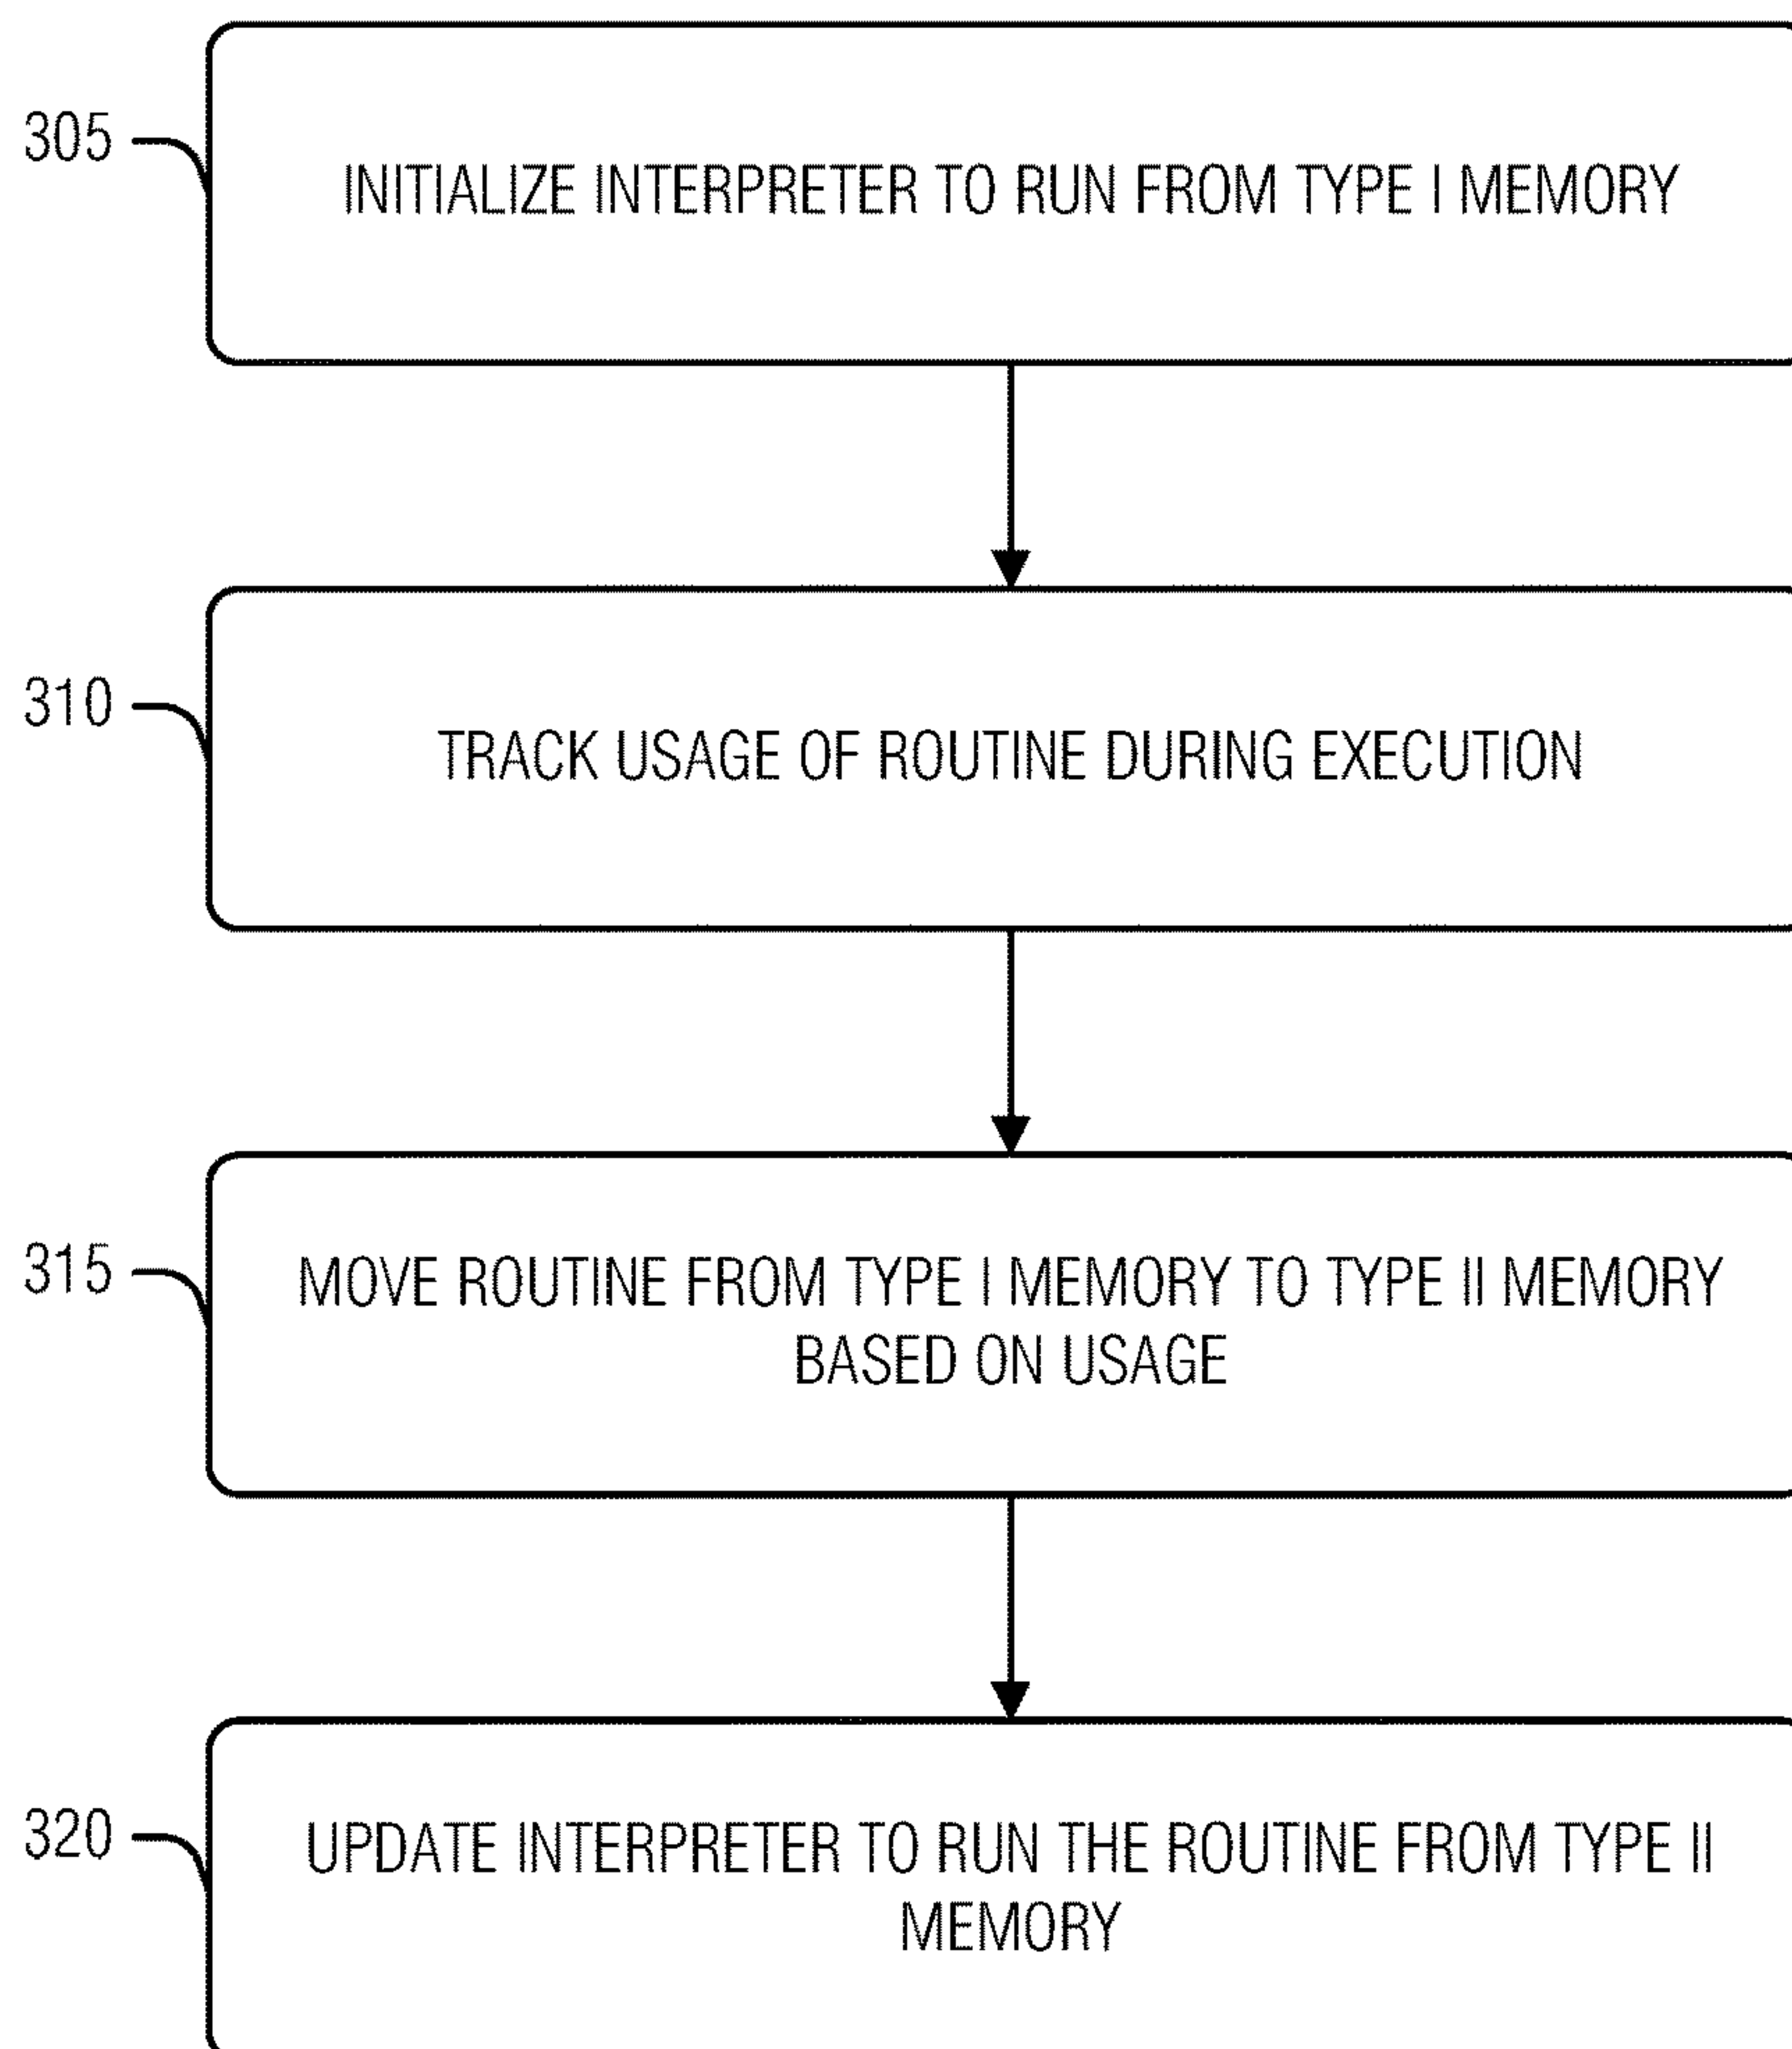 305
INITIALIZE INTERPRETER TO RUN FROM TYPE I MEMORY
310
TRACK USAGE OF ROUTINE DURING EXECUTION
315
MOVE ROUTINE FROM TYPE I MEMORY TO TYPE II MEMORY
BASED ON USAGE
320
UPDATE INTERPRETER TO RUN THE ROUTINE FROM TYPE II
MEMORY